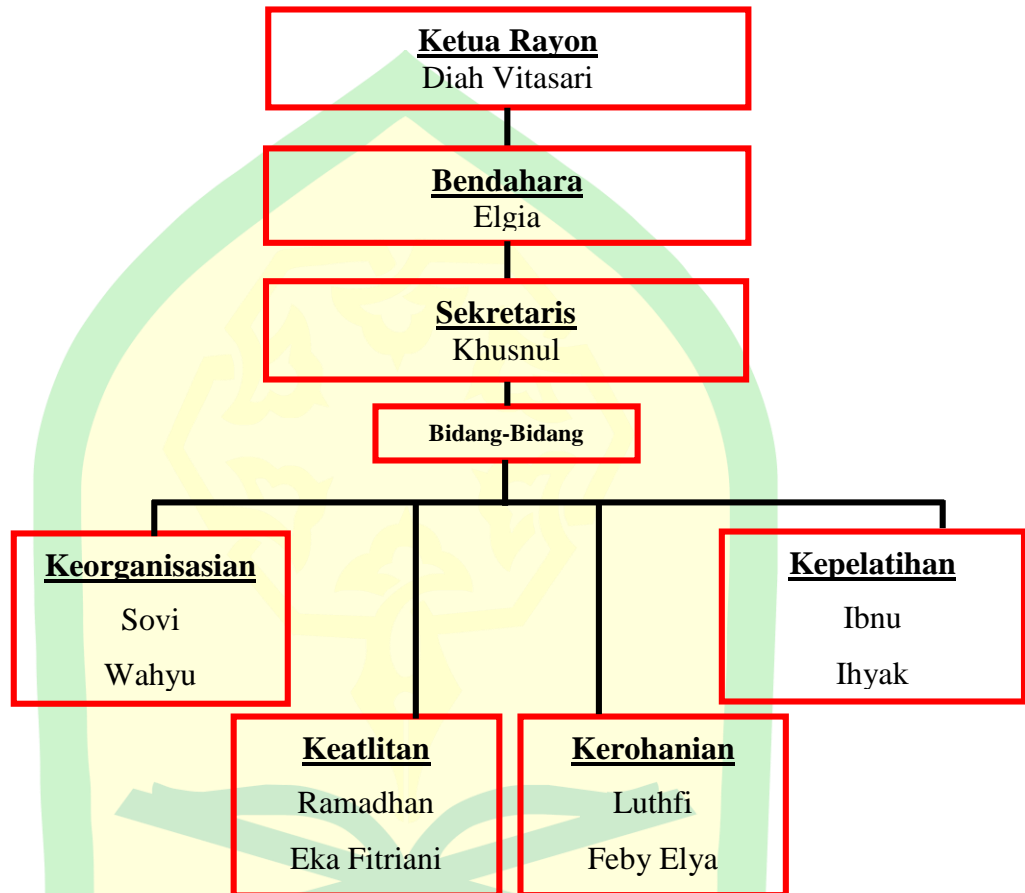 Ketua Rayon
Diah Vitasari
Bendahara
Elgia
Sekretaris
Khusnul
Bidang-Bidang
Keorganisasian
Sovi
Wahyu
Kepelatihan
Ibnu
Ihyak
Keatlitan
Ramadhan
Eka Fitriani
Kerohanian
Luthfi
Feby Elya